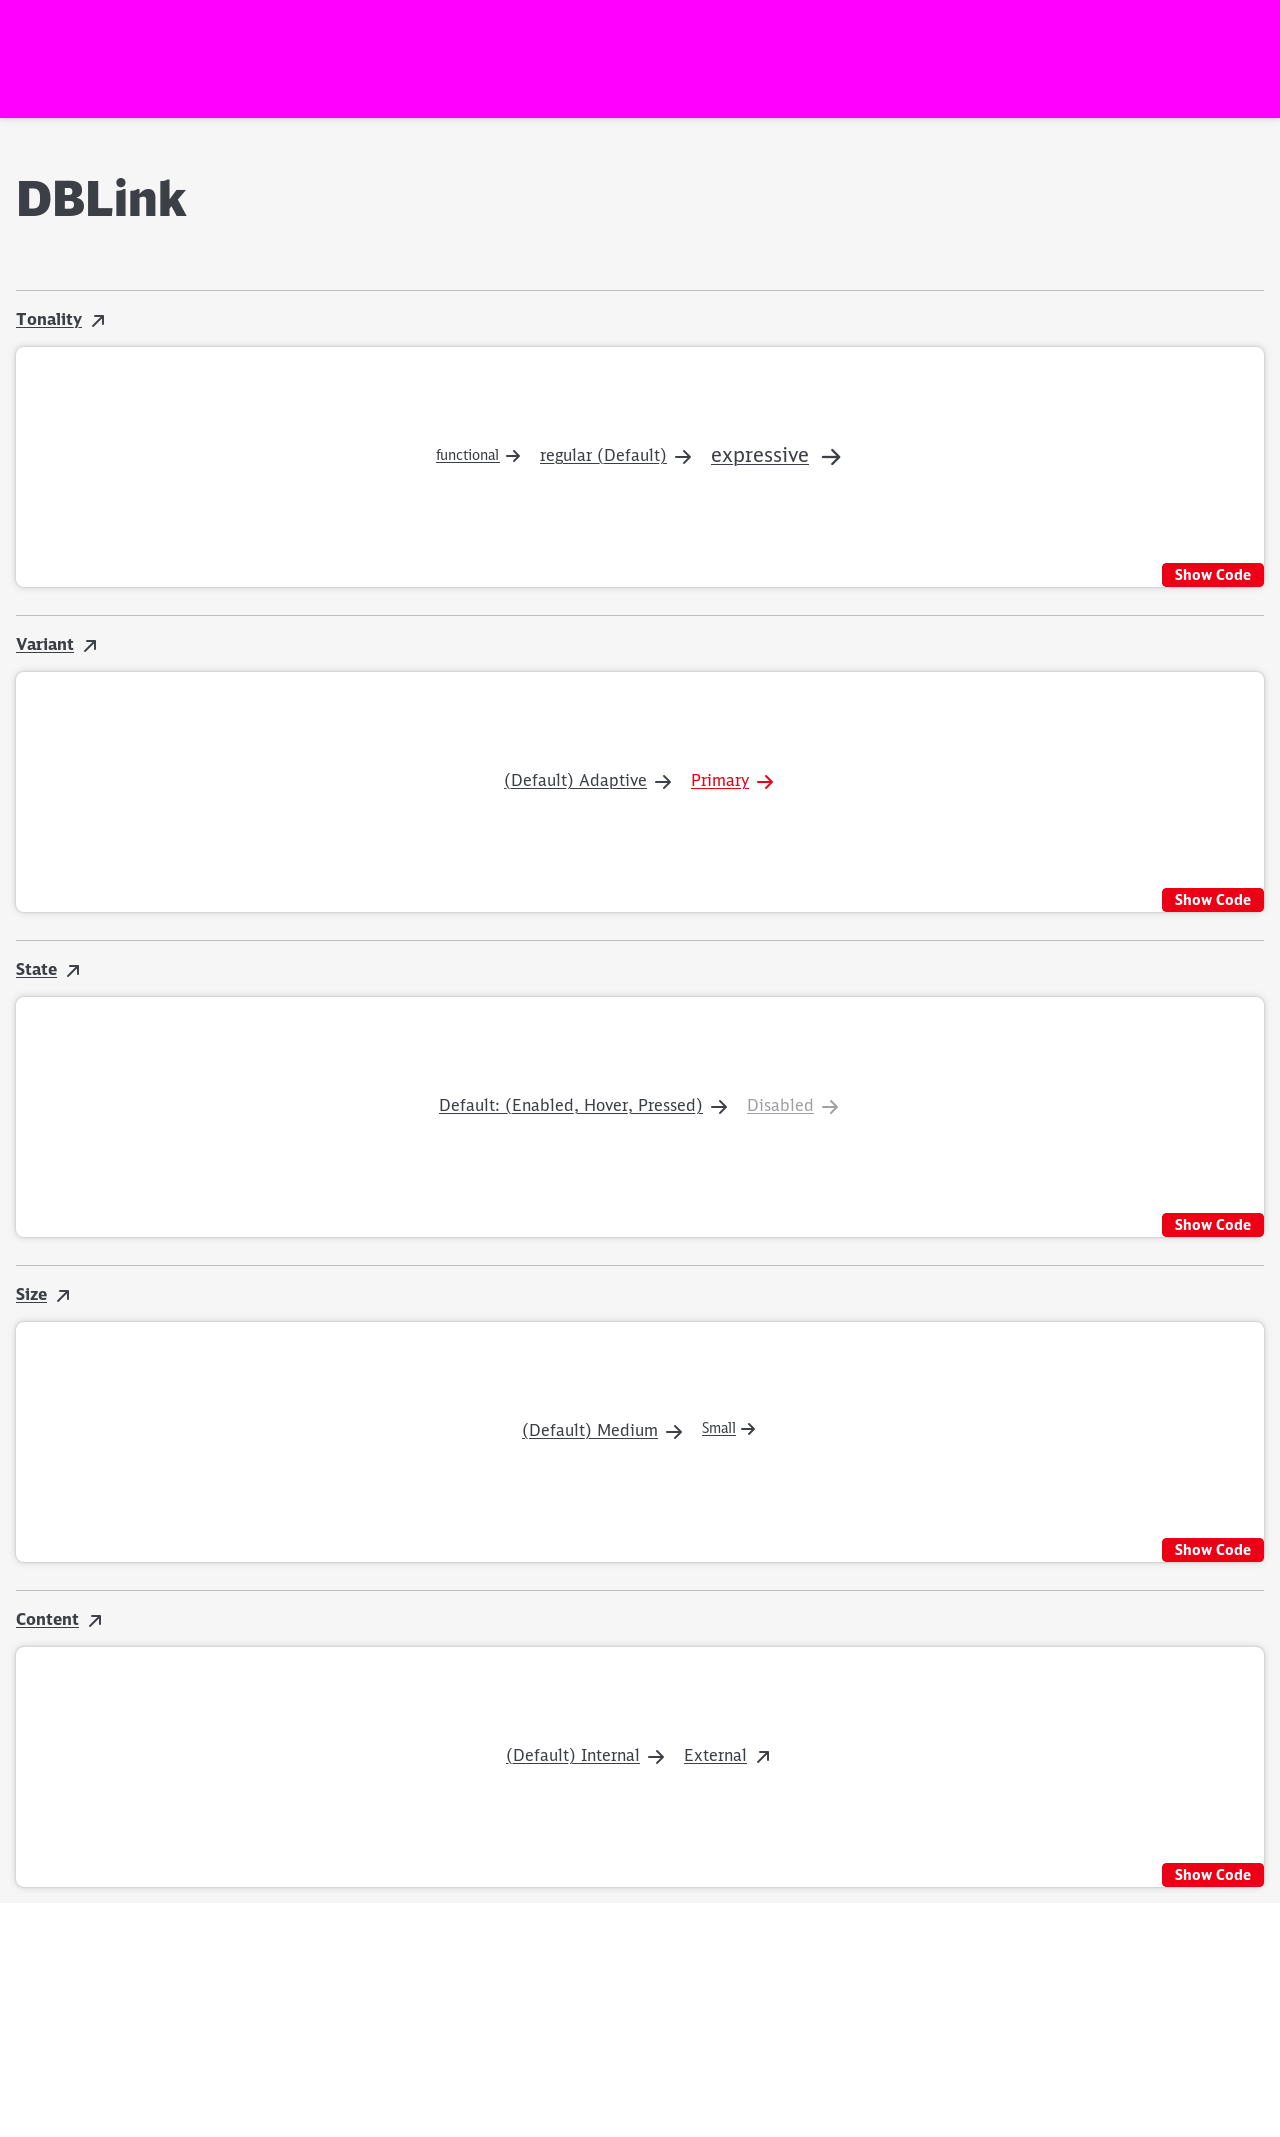 DBLink
Tonality
functional regular (Default) expressive
Show Code
Variant
(Default) Adaptive Primary
Show Code
State
Default: (Enabled, Hover, Pressed) Disabled
Show Code
Size
(Default) Medium Small
Show Code
Content
(Default) Internal External
Show Code